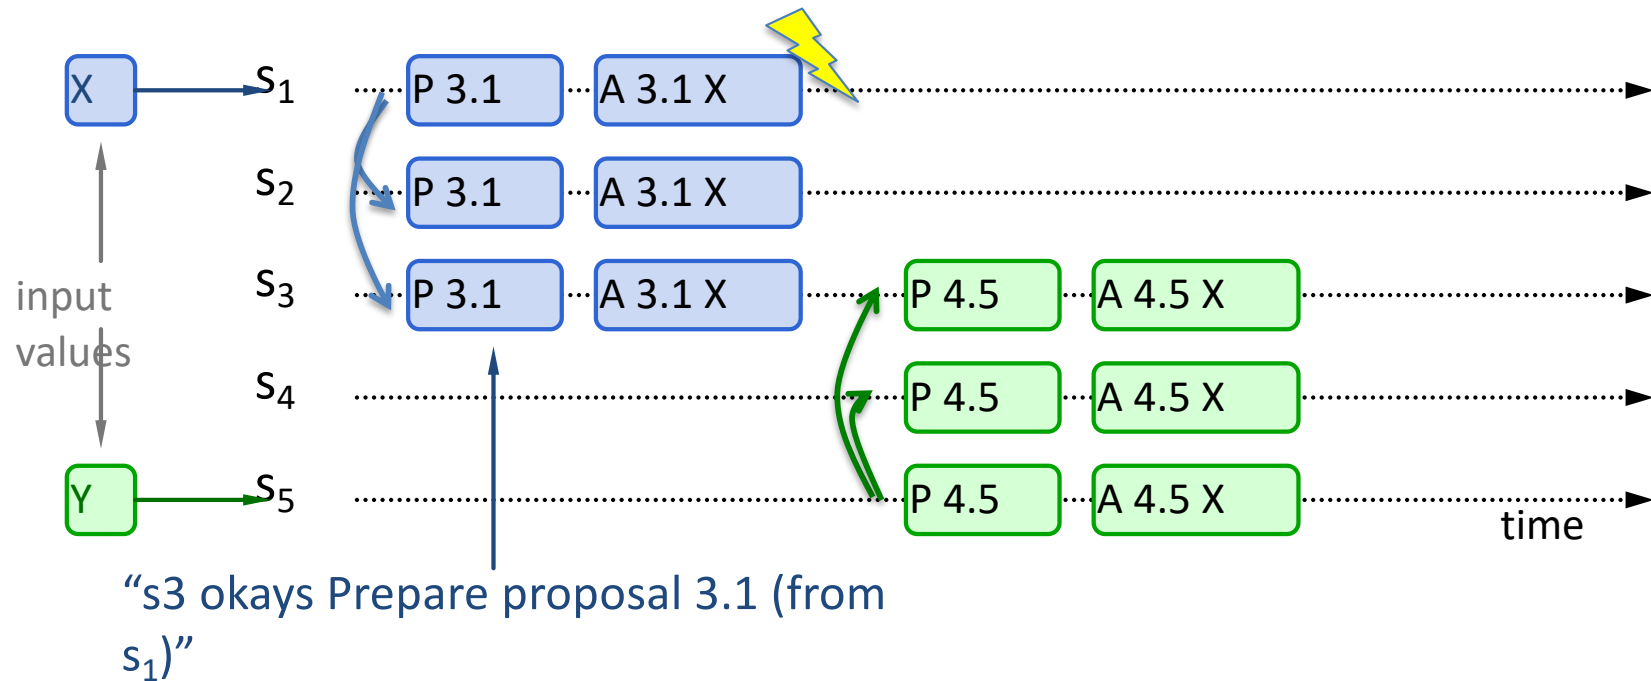 X s₁ P 3.1 A 3.1 X
s₂ P 3.1 A 3.1 X
input
values
s₃ P 3.1 A 3.1 X P 4.5 A 4.5 X
s₄ P 4.5 A 4.5 X
Y s₅ P 4.5 A 4.5 X
time
“s3 okays Prepare proposal 3.1 (from
s₁)”